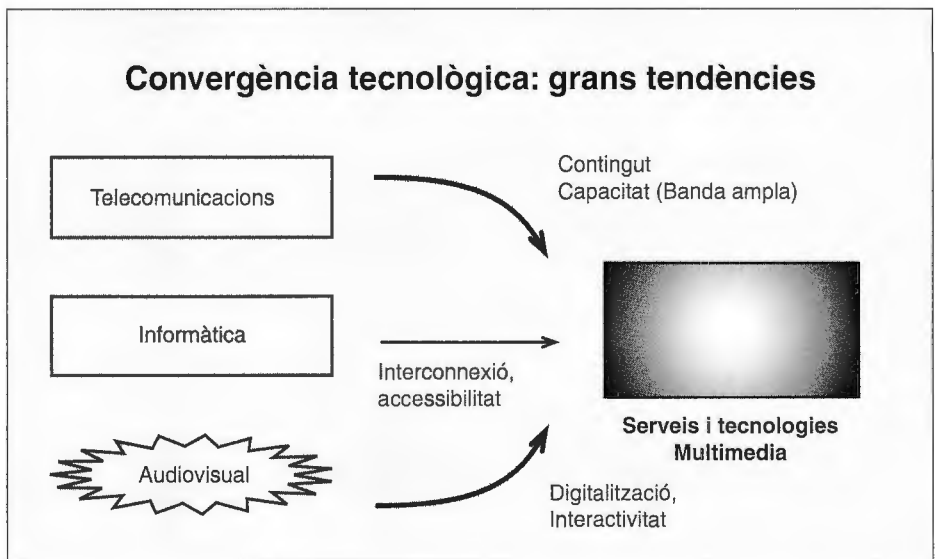 Convergència tecnològica: grans tendències
Telecomunicacions
Contingut
Capacitat (Banda ampla)
Informàtica
Interconnexió,
accessibilitat
Serveis i tecnologies
Multimedia
Audiovisual
Digitalització,
Interactivitat